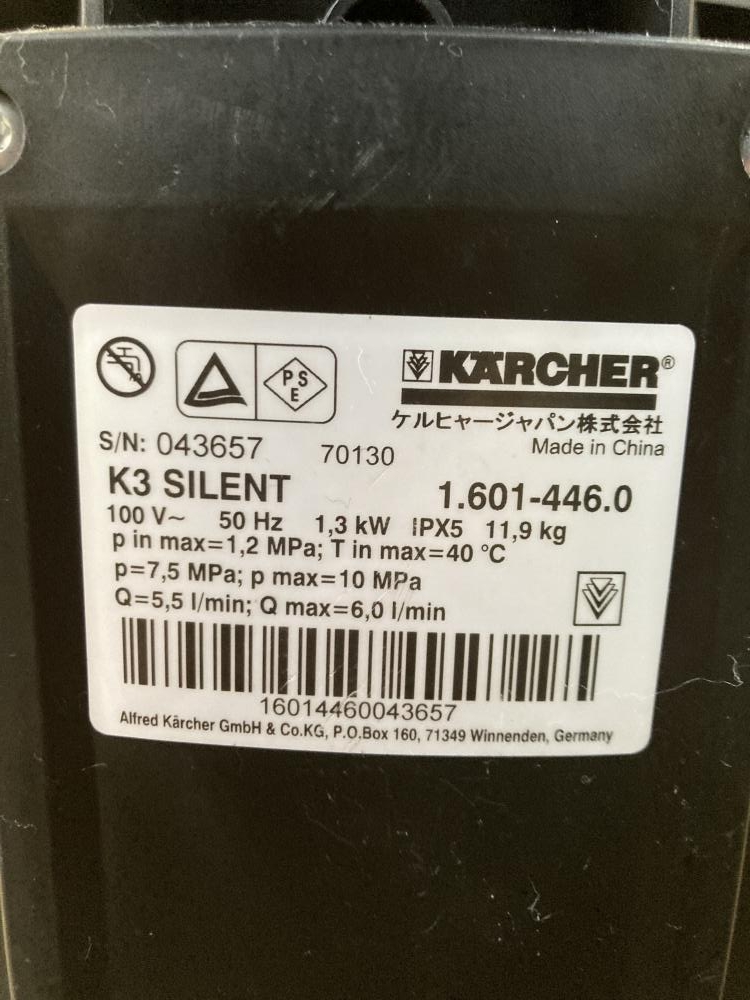 P S
E
KÄRCHER®
ケルヒャージャパン株式会社
Made in China
S/N: 043657 70130
K3 SILENT 1.601-446.0
100 V~ 50 Hz 1,3 kW IPX5 11,9 kg
p in max=1,2 MPa; T in max=40 °C
p=7,5 MPa; p max=10 MPa
Q=5,5 l/min; Q max=6,0 l/min
16014460043657
Alfred Kärcher GmbH & Co.KG, P.O.Box 160, 71349 Winnenden, Germany